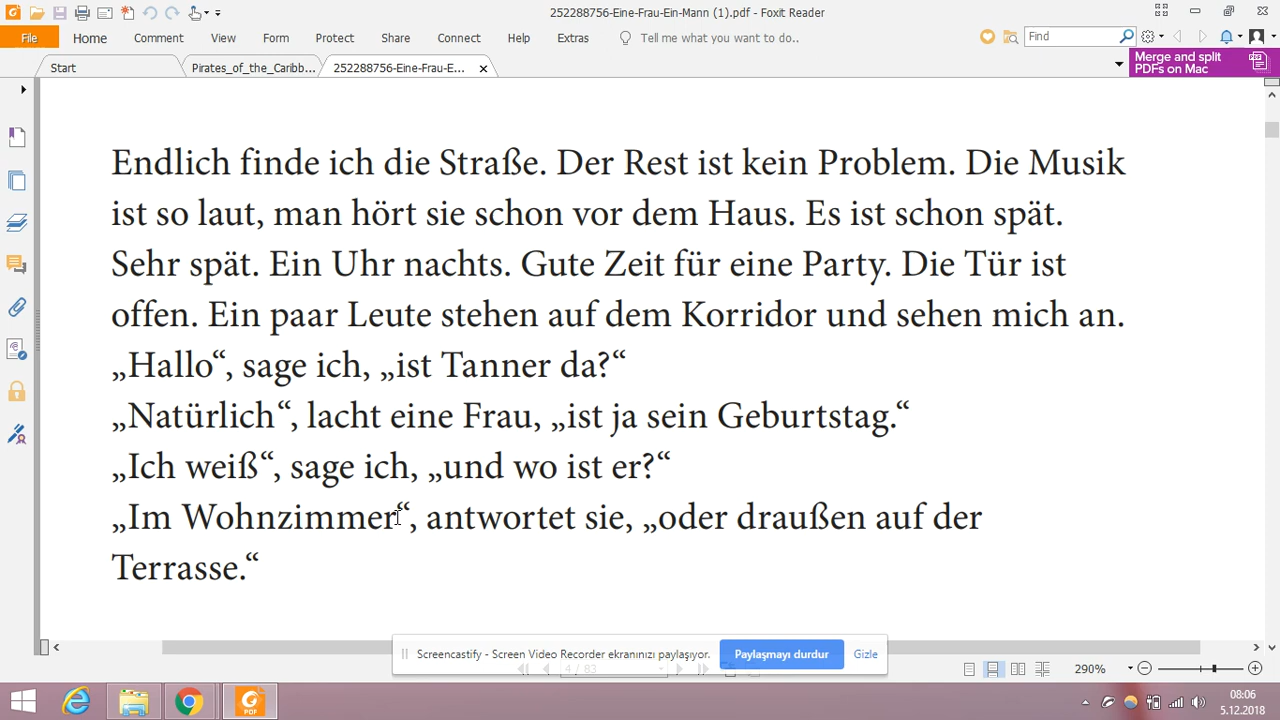 252288756-Eine-Frau-Ein-Mann (1).pdf - Foxit Reader
File Home Comment View Form Protect Share Connect Help Extras Tell me what you want to do.. Find
Start Pirates_of_the_Caribb... 252288756-Eine-Frau-E...
Merge and split
PDFs on Mac
Endlich finde ich die Straße. Der Rest ist kein Problem. Die Musik
ist so laut, man hört sie schon vor dem Haus. Es ist schon spät.
Sehr spät. Ein Uhr nachts. Gute Zeit für eine Party. Die Tür ist
offen. Ein paar Leute stehen auf dem Korridor und sehen mich an.
„Hallo“, sage ich, „ist Tanner da?“
„Natürlich“, lacht eine Frau, „ist ja sein Geburtstag.“
„Ich weiß“, sage ich, „und wo ist er?“
„Im Wohnzimmer“, antwortet sie, „oder draußen auf der
Terrasse.“
Screencastify - Screen Video Recorder ekranınızı paylaşıyor. Paylaşmayı durdur Gizle
4 / 83
290%
PDF
08:06
5.12.2018